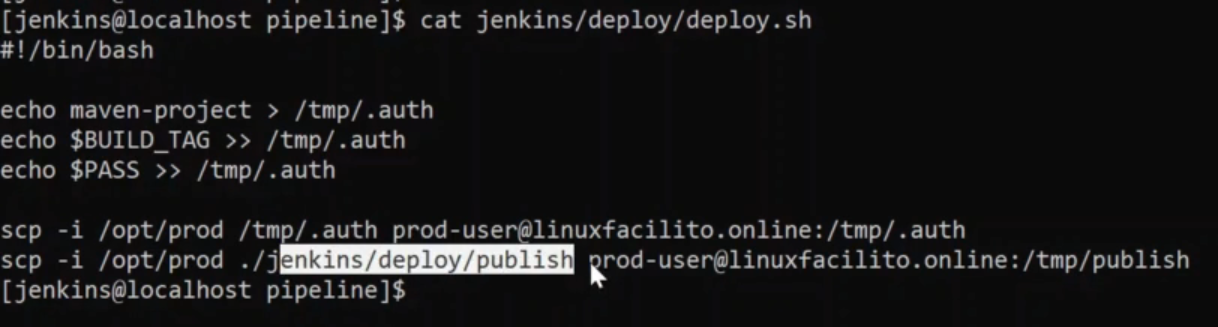 [jenkins@localhost pipeline]$ cat jenkins/deploy/deploy.sh
#!/bin/bash
echo maven-project > /tmp/.auth
echo $BUILD_TAG >> /tmp/.auth
echo $PASS >> /tmp/.auth
scp -i /opt/prod /tmp/.auth prod-user@linuxfacilito.online:/tmp/.auth
scp -i /opt/prod ./jenkins/deploy/publish prod-user@linuxfacilito.online:/tmp/publish
[jenkins@localhost pipeline]$